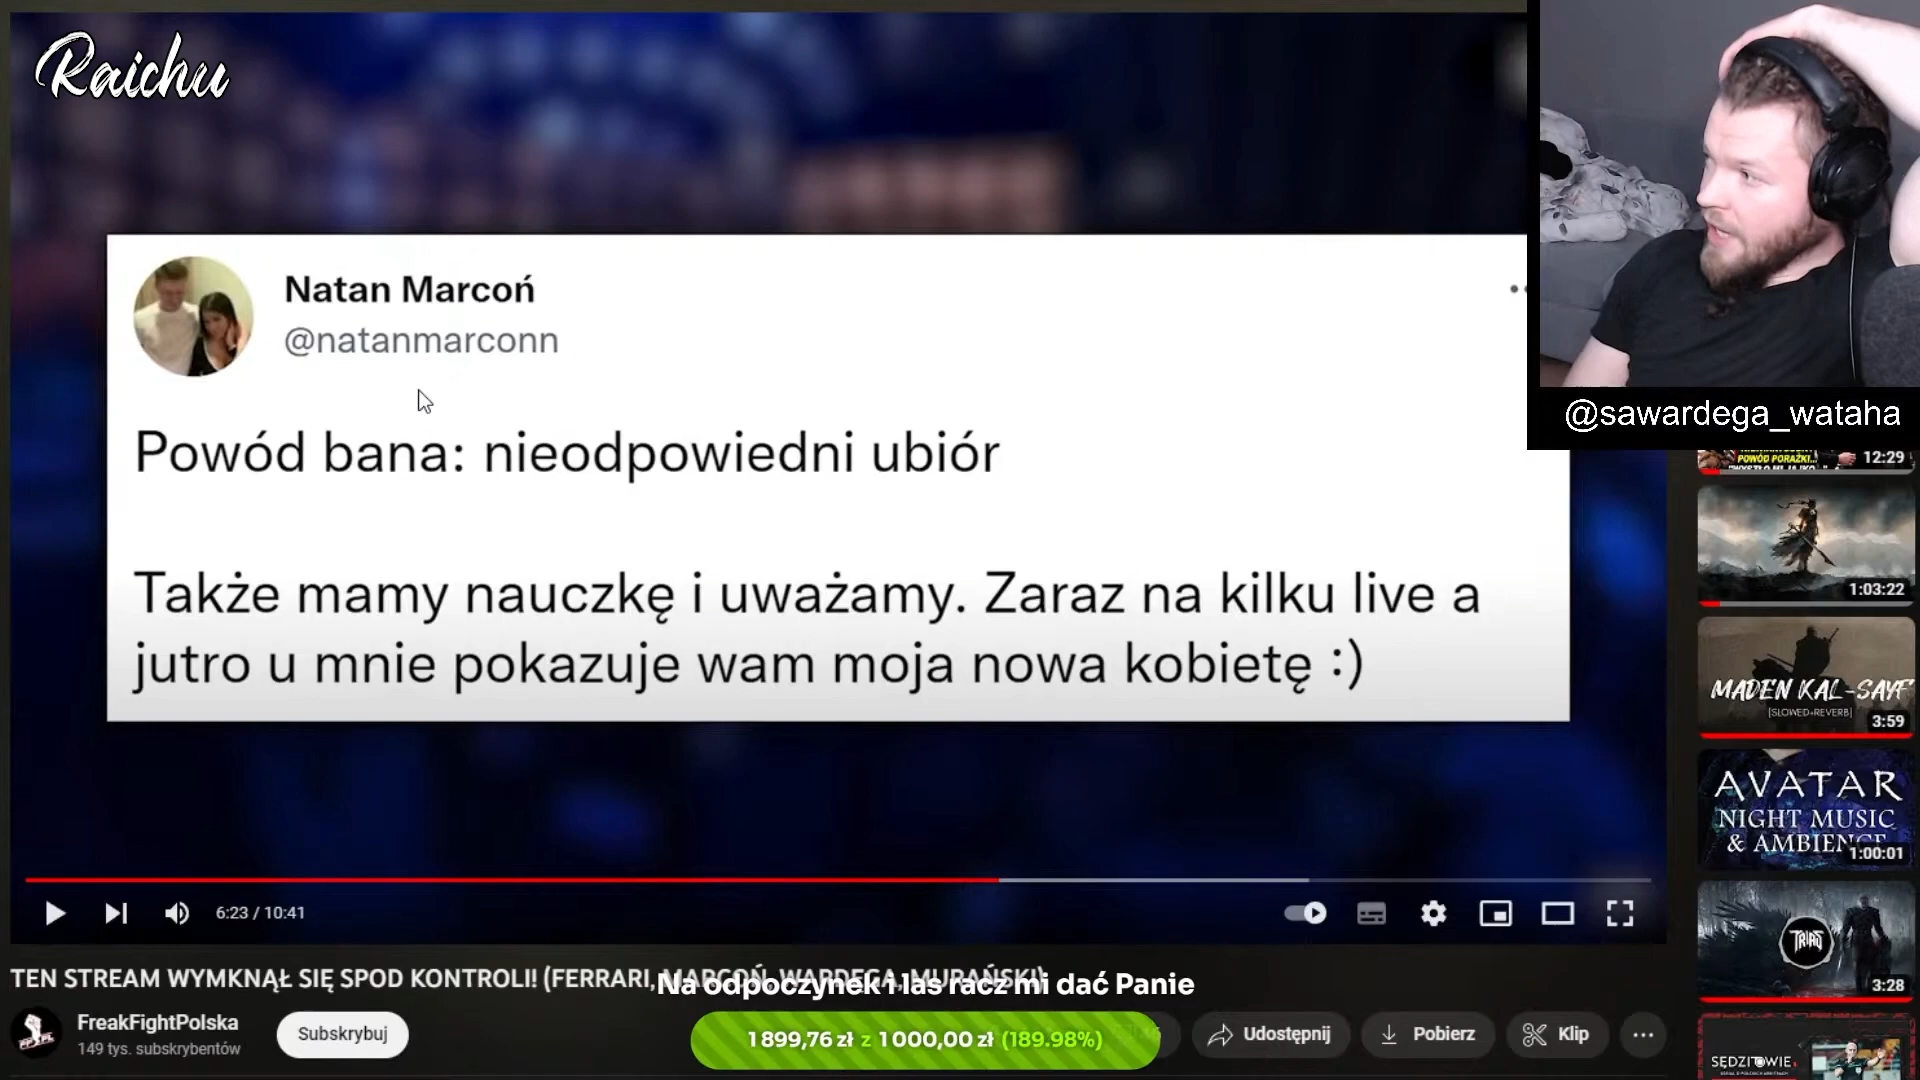 Raichu
Natan Marcoń
@natanmarconn
Powód bana: nieodpowiedni ubiór
Także mamy nauczkę i uważamy. Zaraz na kilku live a
jutro u mnie pokazuje wam moja nowa kobietę :)
@sawardega_wataha
POWÓD PORAŻKI...
12:29
1:03:22
MADEN KAL-SAYF
[SLOWED+REVERB]
3:59
AVATAR
NIGHT MUSIC
& AMBIENCE
1:00:01
TRIAS
3:28
SĘDZIOWIE
6:23 / 10:41
TEN STREAM WYMKNĄŁ SIĘ SPOD KONTROLI! (FERRARI, MARCOŃ, WARDEGA, MURAŃSKI)
Na odpoczynek i las racz mi dać Panie
FreakFightPolska
149 tys. subskrybentów
Subskrybuj
1 899,76 zł z 1 000,00 zł (189.98%)
Udostępnij
Pobierz
Klip